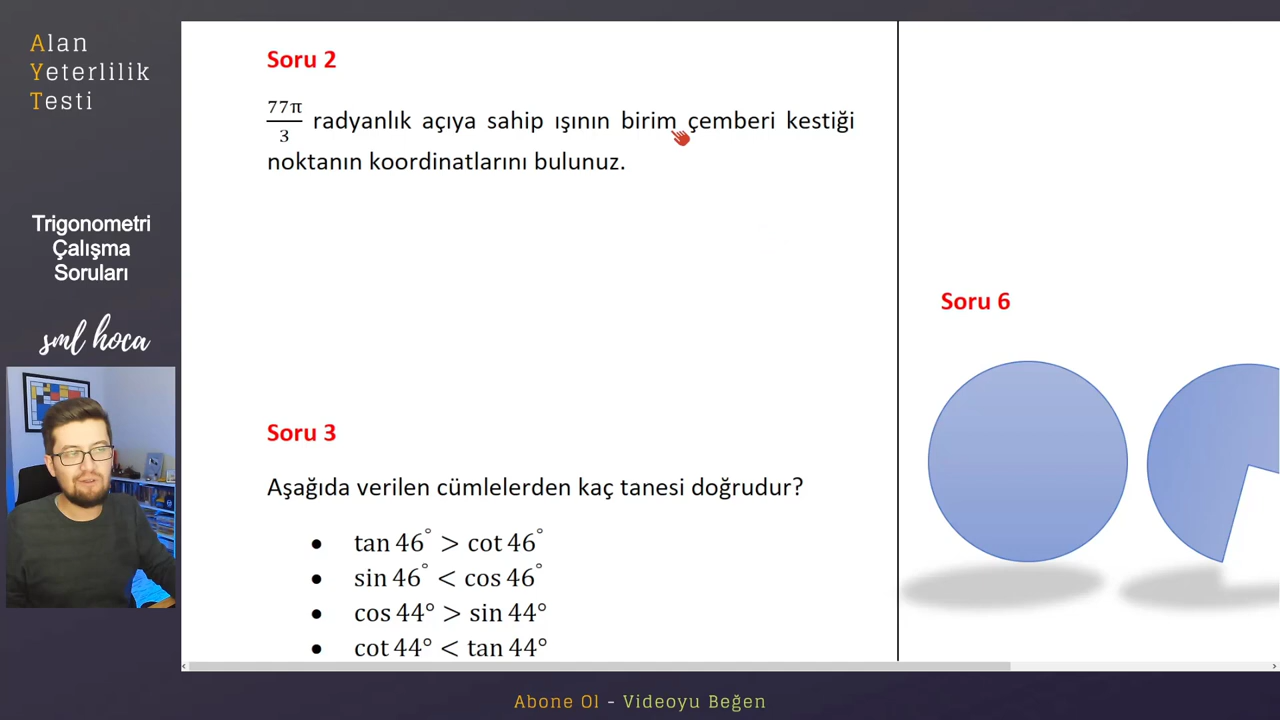 Alan
Yeterlilik
Testi
Trigonometri
Çalışma
Soruları
sml hoca
Soru 2
77π/3 radyanlık açıya sahip ışının birim çemberi kestiği
noktanın koordinatlarını bulunuz.
Soru 3
Aşağıda verilen cümlelerden kaç tanesi doğrudur?
• tan 46° > cot 46°
• sin 46° < cos 46°
• cos 44° > sin 44°
• cot 44° < tan 44°
Soru 6
Abone Ol - Videoyu Beğen